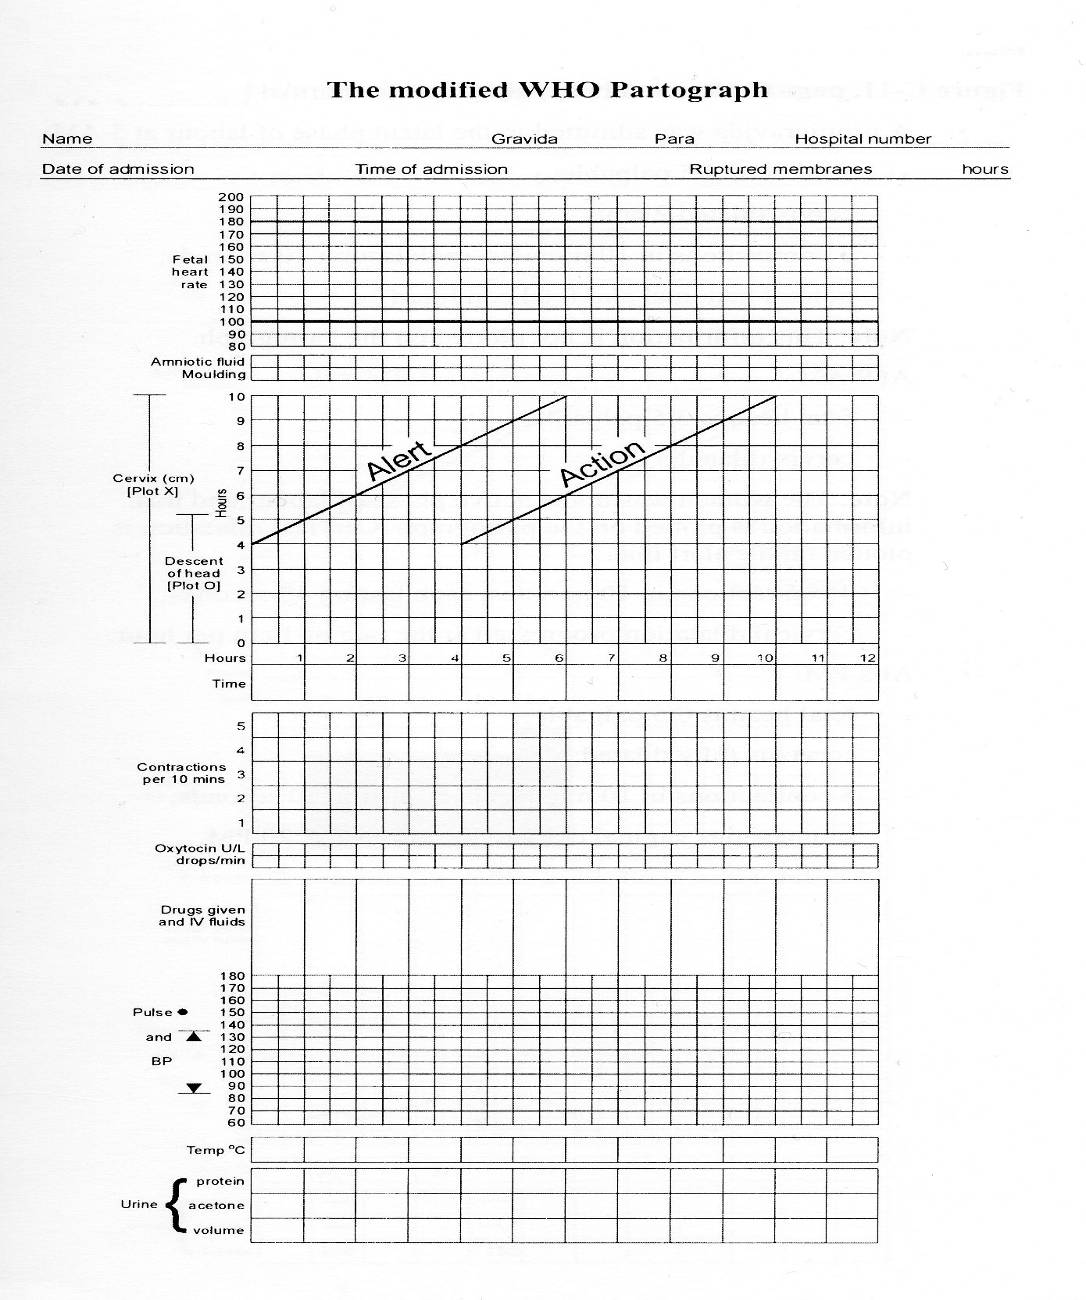 The modified WHO Partograph
Name Gravida Para Hospital number
Date of admission Time of admission Ruptured membranes hours
200
190
180
170
160
Fetal 150
heart 140
rate 130
120
110
100
90
80
Amniotic fluid
Moulding
10
9
8
7
6
5
4
3
2
1
0
Cervix (cm)
[Plot X]
Hours
Descent
of head
[Plot O]
Alert
Action
Hours 1 2 3 4 5 6 7 8 9 10 11 12
Time
5
4
Contractions
per 10 mins 3
2
1
Oxytocin U/L
drops/min
Drugs given
and IV fluids
180
170
160
Pulse 150
140
and 130
120
BP 110
100
90
80
70
60
Temp °C
protein
Urine acetone
volume